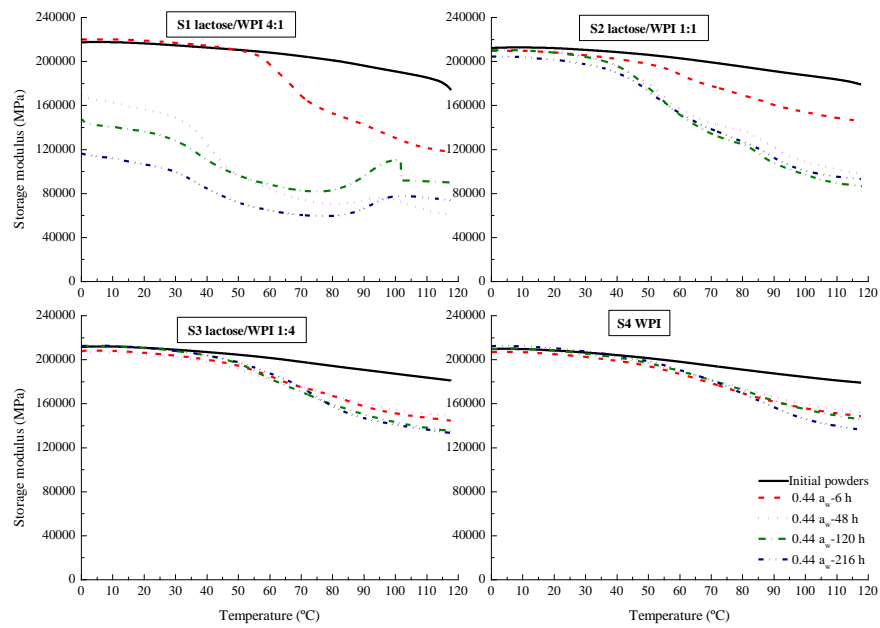 S1 lactose/WPI 4:1
S2 lactose/WPI 1:1
Storage modulus (MPa)
240000
200000
160000
120000
80000
40000
0
0 10 20 30 40 50 60 70 80 90 100 110 120
240000
200000
160000
120000
80000
40000
0
0 10 20 30 40 50 60 70 80 90 100 110 120
S3 lactose/WPI 1:4
S4 WPI
Storage modulus (MPa)
240000
200000
160000
120000
80000
40000
0
0 10 20 30 40 50 60 70 80 90 100 110 120
Temperature (ºC)
240000
200000
160000
120000
80000
40000
0
Initial powders
0.44 aw-6 h
0.44 aw-48 h
0.44 aw-120 h
0.44 aw-216 h
0 10 20 30 40 50 60 70 80 90 100 110 120
Temperature (ºC)